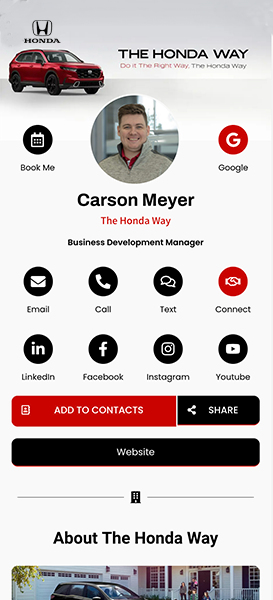 HONDA
THE HONDA WAY
Do it The Right Way, The Honda Way
Book Me
Google
Carson Meyer
The Honda Way
Business Development Manager
Email Call Text Connect
LinkedIn Facebook Instagram Youtube
ADD TO CONTACTS SHARE
Website
About The Honda Way